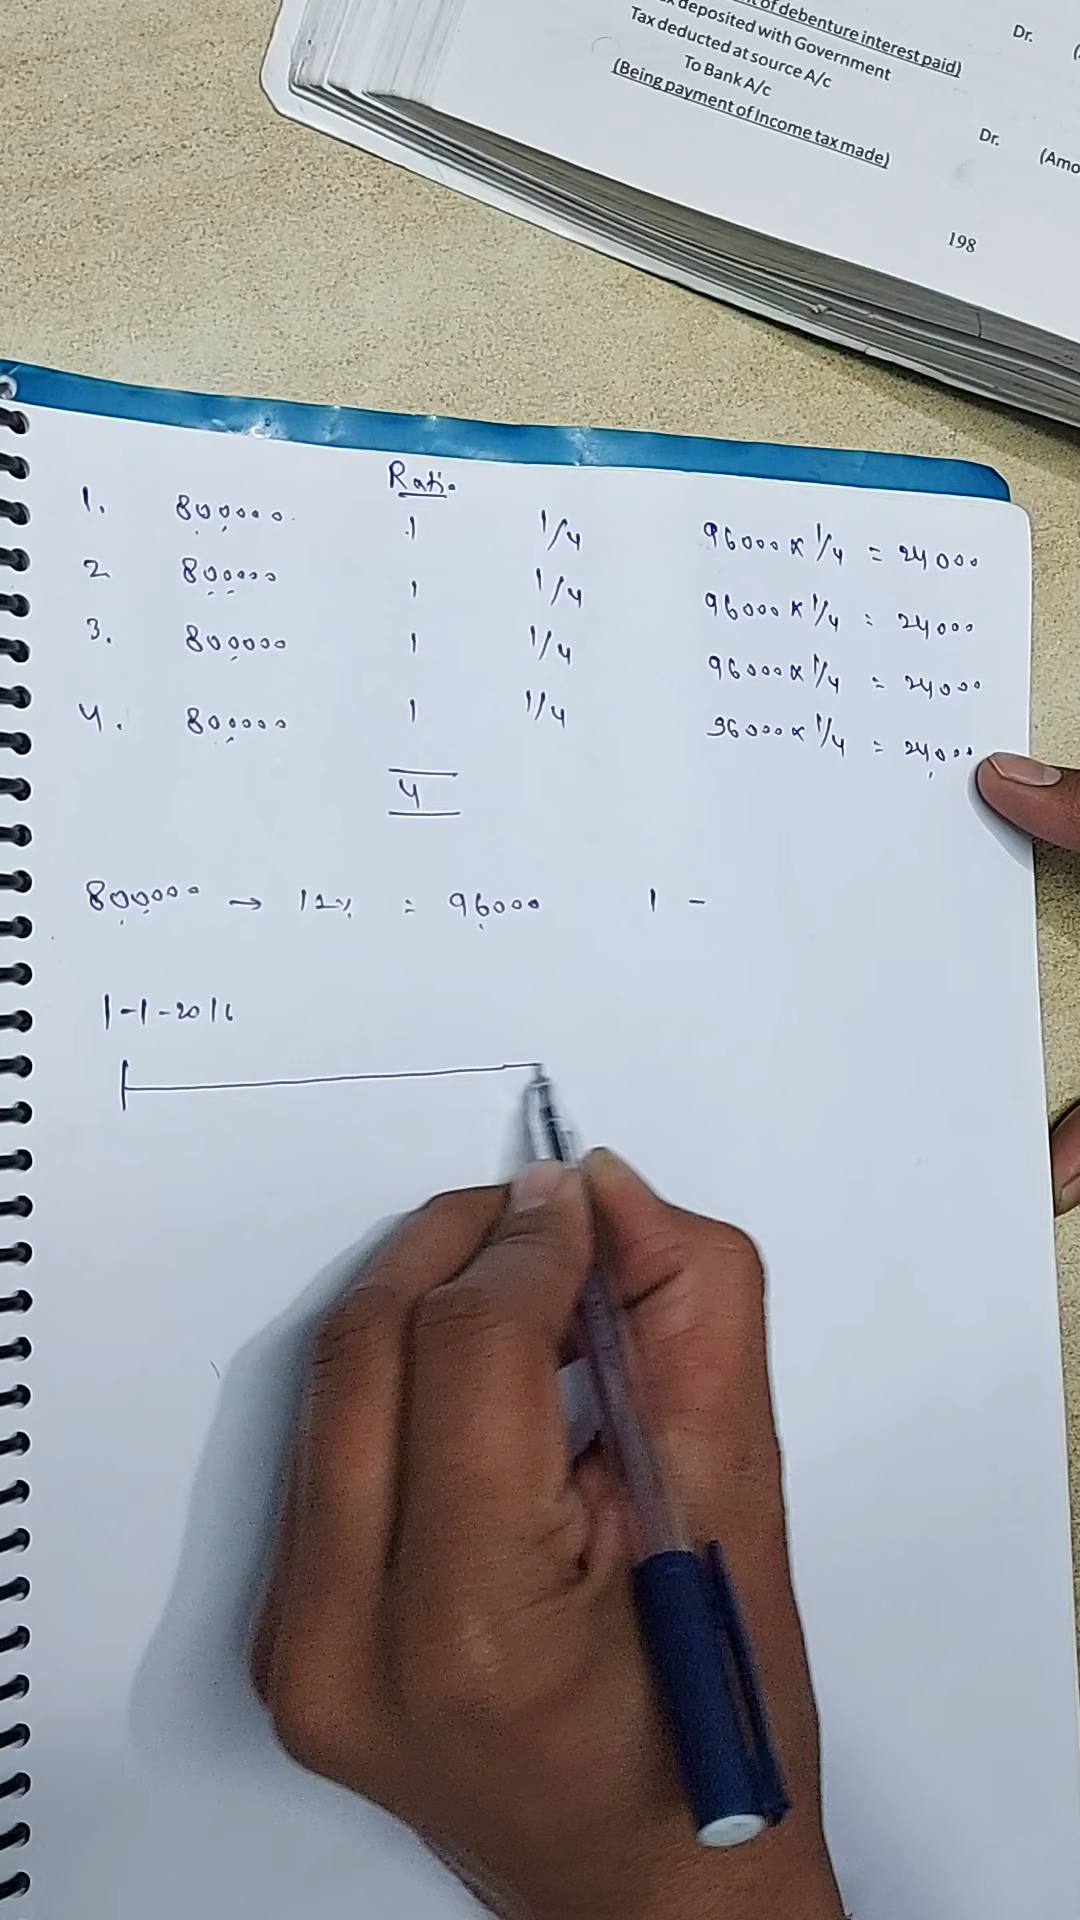 of debenture interest paid) Dr.
deposited with Government
Tax deducted at source A/c
To Bank A/c Dr. (Amo
(Being payment of Income tax made)
198
Ratio
1. 800000 1 1/4 96000 x 1/4 = 24000
2 800000 1 1/4 96000 x 1/4 = 24000
3. 800000 1 1/4 96000 x 1/4 = 24000
4. 800000 1 1/4 96000 x 1/4 = 24,000
4
800000 → 12% = 96000 1 -
1-1-2016